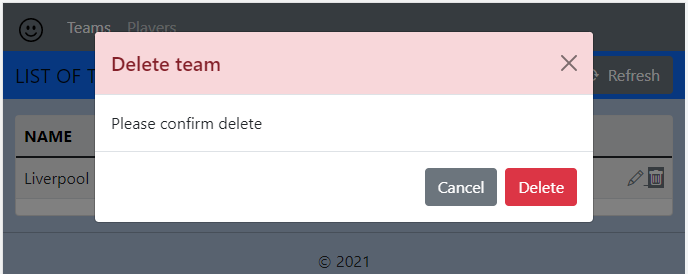 Teams Players
Delete team
LIST OF T
Refresh
Please confirm delete
NAME
Liverpool
Cancel Delete
© 2021